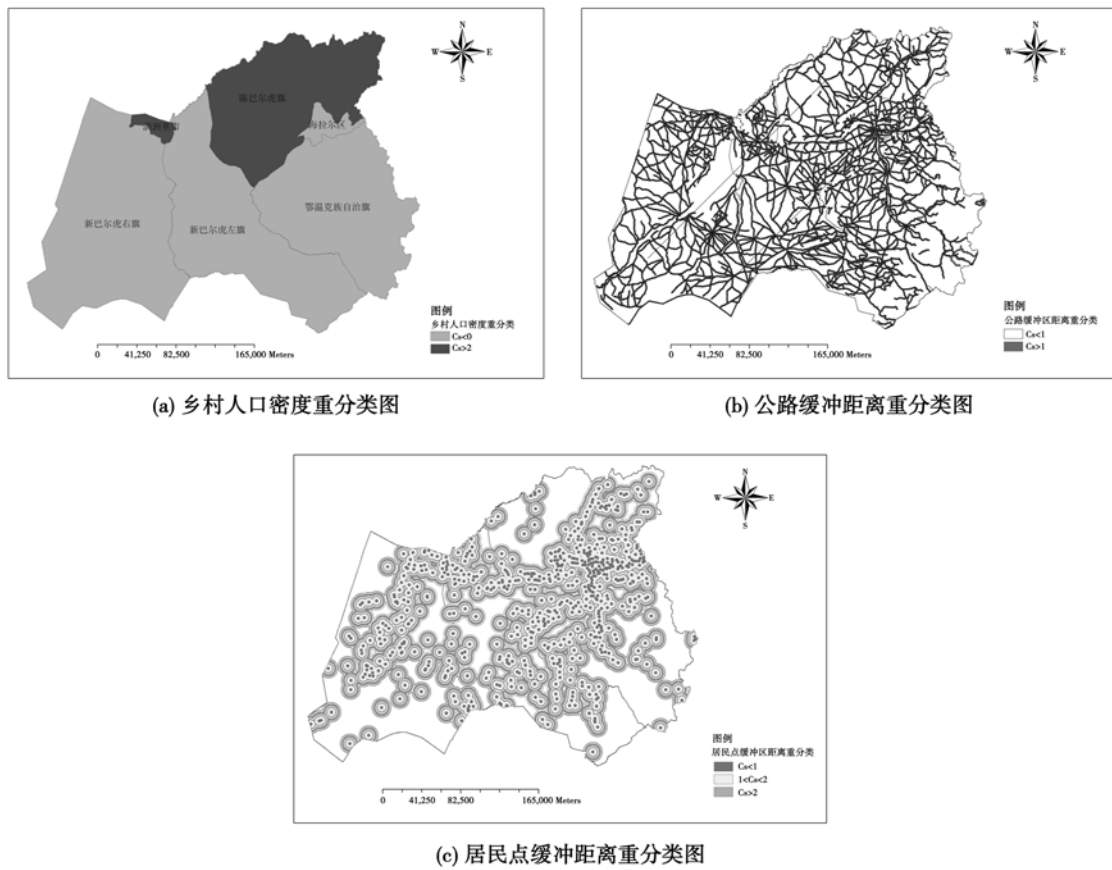 N
W E
S
陈巴尔虎旗
海拉尔区
鄂温克族自治旗
新巴尔虎右旗
新巴尔虎左旗
图例
乡村人口密度重分类
Cs<0
Cs>2
0 41,250 82,500 165,000 Meters
(a) 乡村人口密度重分类图
N
W E
S
图例
公路缓冲区距离重分类
Cs<1
Cs>1
0 41,250 82,500 165,000 Meters
(b) 公路缓冲距离重分类图
N
W E
S
图例
居民点缓冲区距离重分类
Cs<1
1<Cs<2
Cs>2
0 41,250 82,500 165,000 Meters
(c) 居民点缓冲距离重分类图